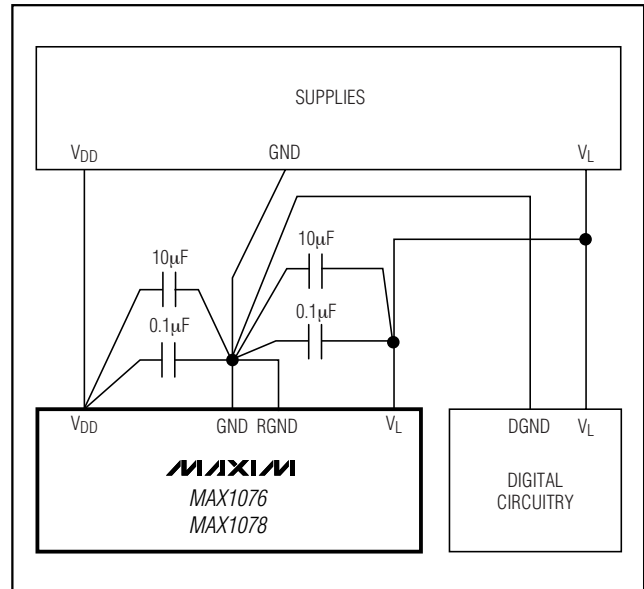 SUPPLIES
VDD GND VL
10µF
10µF
0.1µF
0.1µF
VDD GND RGND VL
DGND VL
MAXIM
MAX1076
MAX1078
DIGITAL
CIRCUITRY